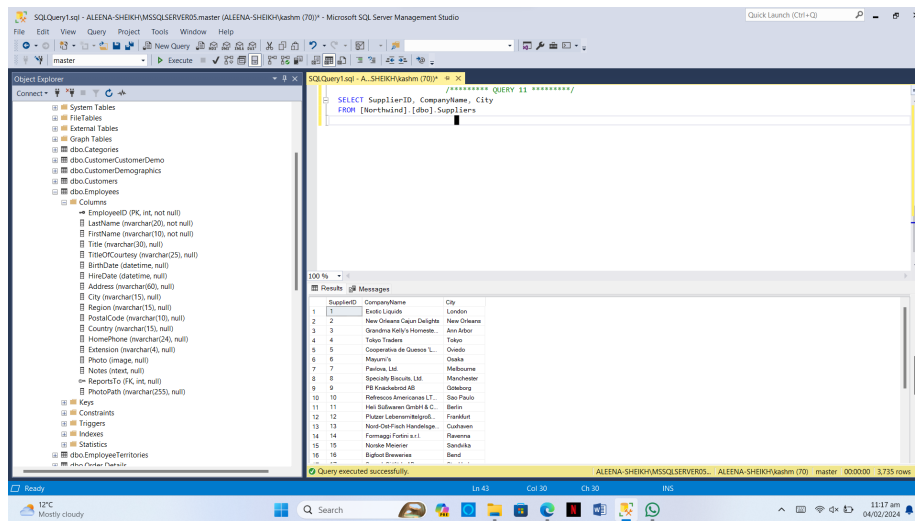 SQLQuery1.sql - ALEENA-SHEIKH\MSSQLSERVER05.master (ALEENA-SHEIKH\kashm (70))* - Microsoft SQL Server Management Studio
Quick Launch (Ctrl+Q)
File Edit View Query Project Tools Window Help
New Query
master
Execute
Object Explorer
SQLQuery1.sql - A...SHEIKH\kashm (70))*
Connect
System Tables
FileTables
External Tables
Graph Tables
dbo.Categories
dbo.CustomerCustomerDemo
dbo.CustomerDemographics
dbo.Customers
dbo.Employees
Columns
EmployeeID (PK, int, not null)
LastName (nvarchar(20), not null)
FirstName (nvarchar(10), not null)
Title (nvarchar(30), null)
TitleOfCourtesy (nvarchar(25), null)
BirthDate (datetime, null)
HireDate (datetime, null)
Address (nvarchar(60), null)
City (nvarchar(15), null)
Region (nvarchar(15), null)
PostalCode (nvarchar(10), null)
Country (nvarchar(15), null)
HomePhone (nvarchar(24), null)
Extension (nvarchar(4), null)
Photo (image, null)
Notes (ntext, null)
ReportsTo (FK, int, null)
PhotoPath (nvarchar(255), null)
Keys
Constraints
Triggers
Indexes
Statistics
dbo.EmployeeTerritories
dbo.Order Details
/********* QUERY 11 *********/
SELECT SupplierID, CompanyName, City
FROM [Northwind].[dbo].Suppliers
100 %
Results Messages
SupplierID CompanyName City
1 1 Exotic Liquids London
2 2 New Orleans Cajun Delights New Orleans
3 3 Grandma Kelly's Homeste... Ann Arbor
4 4 Tokyo Traders Tokyo
5 5 Cooperativa de Quesos 'L... Oviedo
6 6 Mayumi's Osaka
7 7 Pavlova, Ltd. Melbourne
8 8 Specialty Biscuits, Ltd. Manchester
9 9 PB Knäckebröd AB Göteborg
10 10 Refrescos Americanas LT... Sao Paulo
11 11 Heli Süßwaren GmbH & C... Berlin
12 12 Plutzer Lebensmittelgroß... Frankfurt
13 13 Nord-Ost-Fisch Handelsge... Cuxhaven
14 14 Formaggi Fortini s.r.l. Ravenna
15 15 Norske Meierier Sandvika
16 16 Bigfoot Breweries Bend
Query executed successfully.
ALEENA-SHEIKH\MSSQLSERVER05... ALEENA-SHEIKH\kashm (70) master 00:00:00 3,735 rows
Ready Ln 43 Col 30 Ch 30 INS
12°C
Mostly cloudy
Search
11:17 am
04/02/2024